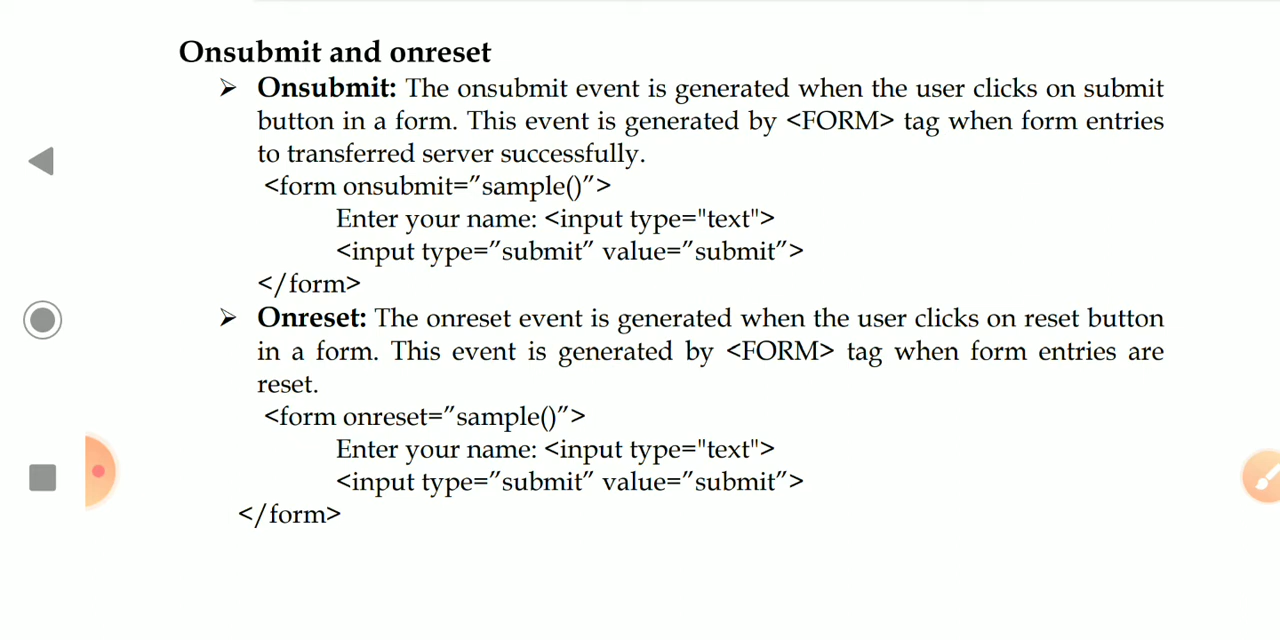 Onsubmit and onreset
➢ Onsubmit: The onsubmit event is generated when the user clicks on submit
button in a form. This event is generated by <FORM> tag when form entries
to transferred server successfully.
<form onsubmit=”sample()”>
Enter your name: <input type="text">
<input type=”submit” value=”submit”>
</form>
➢ Onreset: The onreset event is generated when the user clicks on reset button
in a form. This event is generated by <FORM> tag when form entries are
reset.
<form onreset=”sample()”>
Enter your name: <input type="text">
<input type=”submit” value=”submit”>
</form>